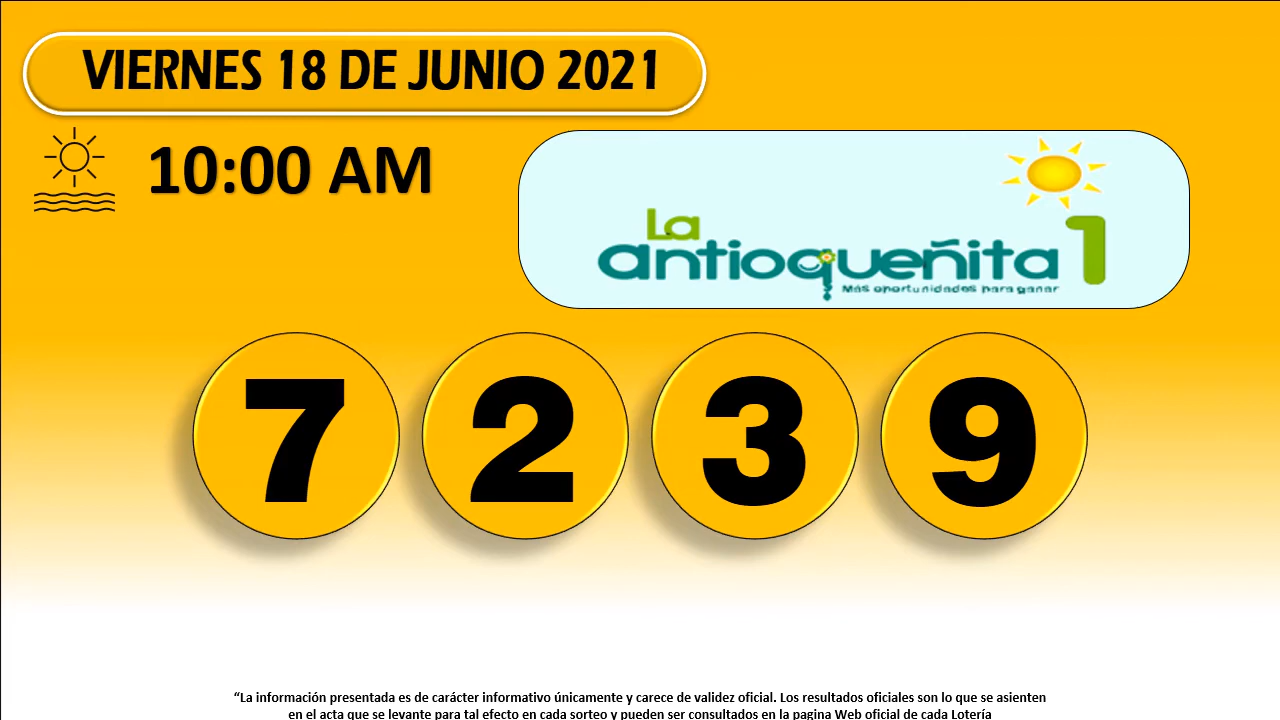 VIERNES 18 DE JUNIO 2021
10:00 AM
La
antioqueñita 1
Más oportunidades para ganar
7 2 3 9
“La información presentada es de carácter informativo únicamente y carece de validez oficial. Los resultados oficiales son lo que se asienten
en el acta que se levante para tal efecto en cada sorteo y pueden ser consultados en la pagina Web oficial de cada Lotería